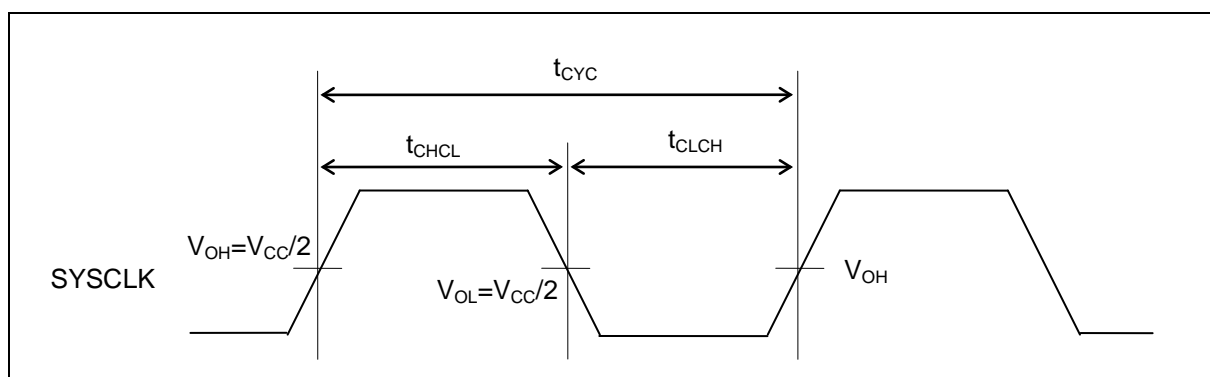 tCYC
tCHCL
tCLCH
VOH=VCC/2
SYSCLK
VOL=VCC/2
VOH